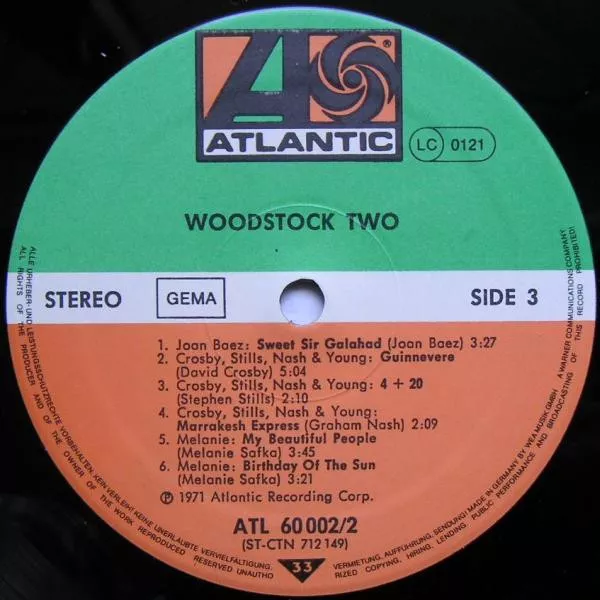 ATLANTIC
®
LC 0121
WOODSTOCK TWO
STEREO
GEMA
SIDE 3
1. Joan Baez: Sweet Sir Galahad (Joan Baez) 3:27
2. Crosby, Stills, Nash & Young: Guinnevere
(David Crosby) 5:04
3. Crosby, Stills, Nash & Young: 4 + 20
(Stephen Stills) 2:10
4. Crosby, Stills, Nash & Young:
Marrakesh Express (Graham Nash) 2:09
5. Melanie: My Beautiful People
(Melanie Safka) 3:45
6. Melanie: Birthday Of The Sun
(Melanie Safka) 3:21
℗ 1971 Atlantic Recording Corp.
ATL 60 002/2
(ST-CTN 712 149)
33
ALLE URHEBER- UND LEISTUNGSSCHUTZRECHTE VORBEHALTEN. KEIN VERLEIH! KEINE UNERLAUBTE VERVIELFÄLTIGUNG, VERMIETUNG, AUFFÜHRUNG, SENDUNG! MADE IN GERMANY BY WEA MUSIK GMBH A WARNER COMMUNICATIONS COMPANY
ALL RIGHTS OF THE PRODUCER AND OF THE OWNER OF THE WORK REPRODUCED RESERVED UNAUTHORIZED COPYING, HIRING, LENDING, PUBLIC PERFORMANCE AND BROADCASTING OF THIS RECORD PROHIBITED!